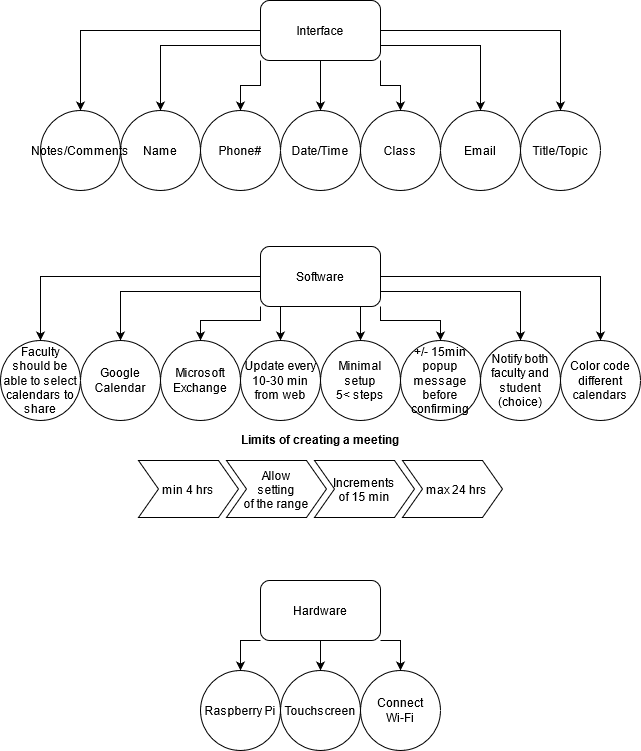 Interface
Notes/Comments
Name
Phone#
Date/Time
Class
Email
Title/Topic
Software
Faculty
should be
able to select
calendars to
share
Google
Calendar
Microsoft
Exchange
Update every
10-30 min
from web
Minimal
setup
5< steps
+/- 15min
popup
message
before
confirming
Notify both
faculty and
student
(choice)
Color code
different
calendars
Limits of creating a meeting
min 4 hrs
Allow
setting
of the range
Increments
of 15 min
max 24 hrs
Hardware
Raspberry Pi
Touchscreen
Connect
Wi-Fi